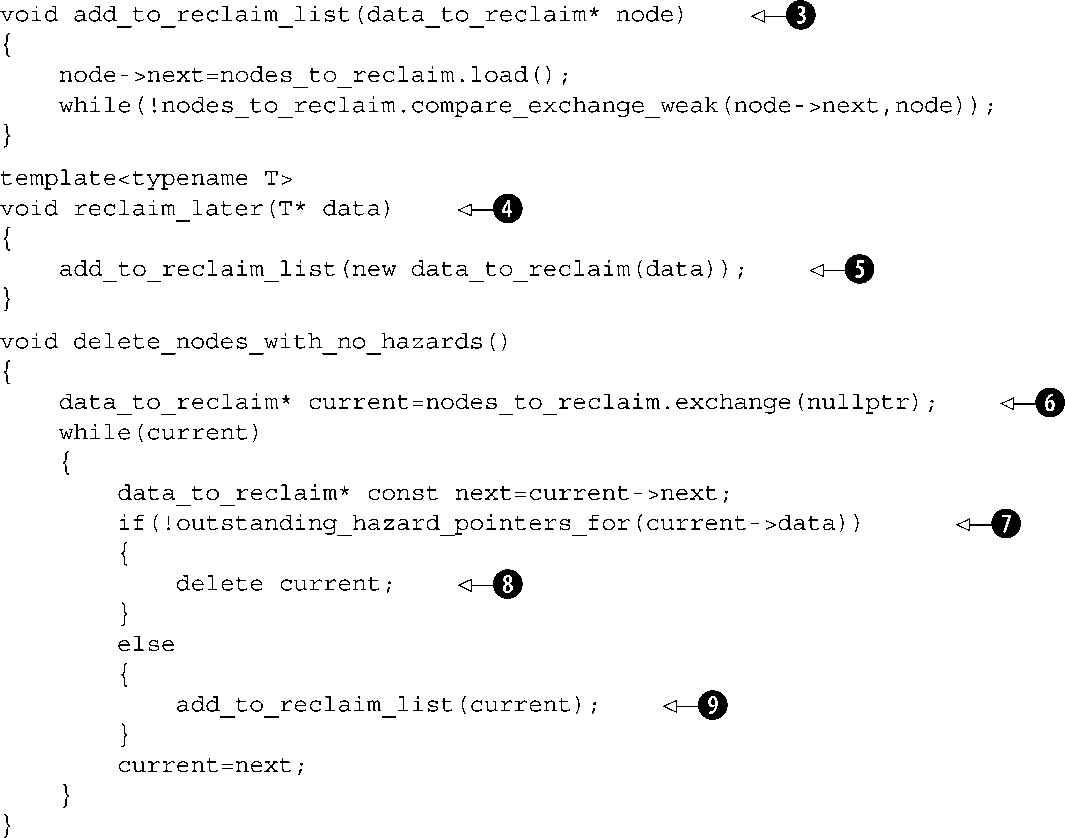 void add_to_reclaim_list(data_to_reclaim* node) ③
{
    node->next=nodes_to_reclaim.load();
    while(!nodes_to_reclaim.compare_exchange_weak(node->next,node));
}
template<typename T>
void reclaim_later(T* data) ④
{
    add_to_reclaim_list(new data_to_reclaim(data)); ⑤
}
void delete_nodes_with_no_hazards()
{
    data_to_reclaim* current=nodes_to_reclaim.exchange(nullptr); ⑥
    while(current)
    {
        data_to_reclaim* const next=current->next;
        if(!outstanding_hazard_pointers_for(current->data)) ⑦
        {
            delete current; ⑧
        }
        else
        {
            add_to_reclaim_list(current); ⑨
        }
        current=next;
    }
}